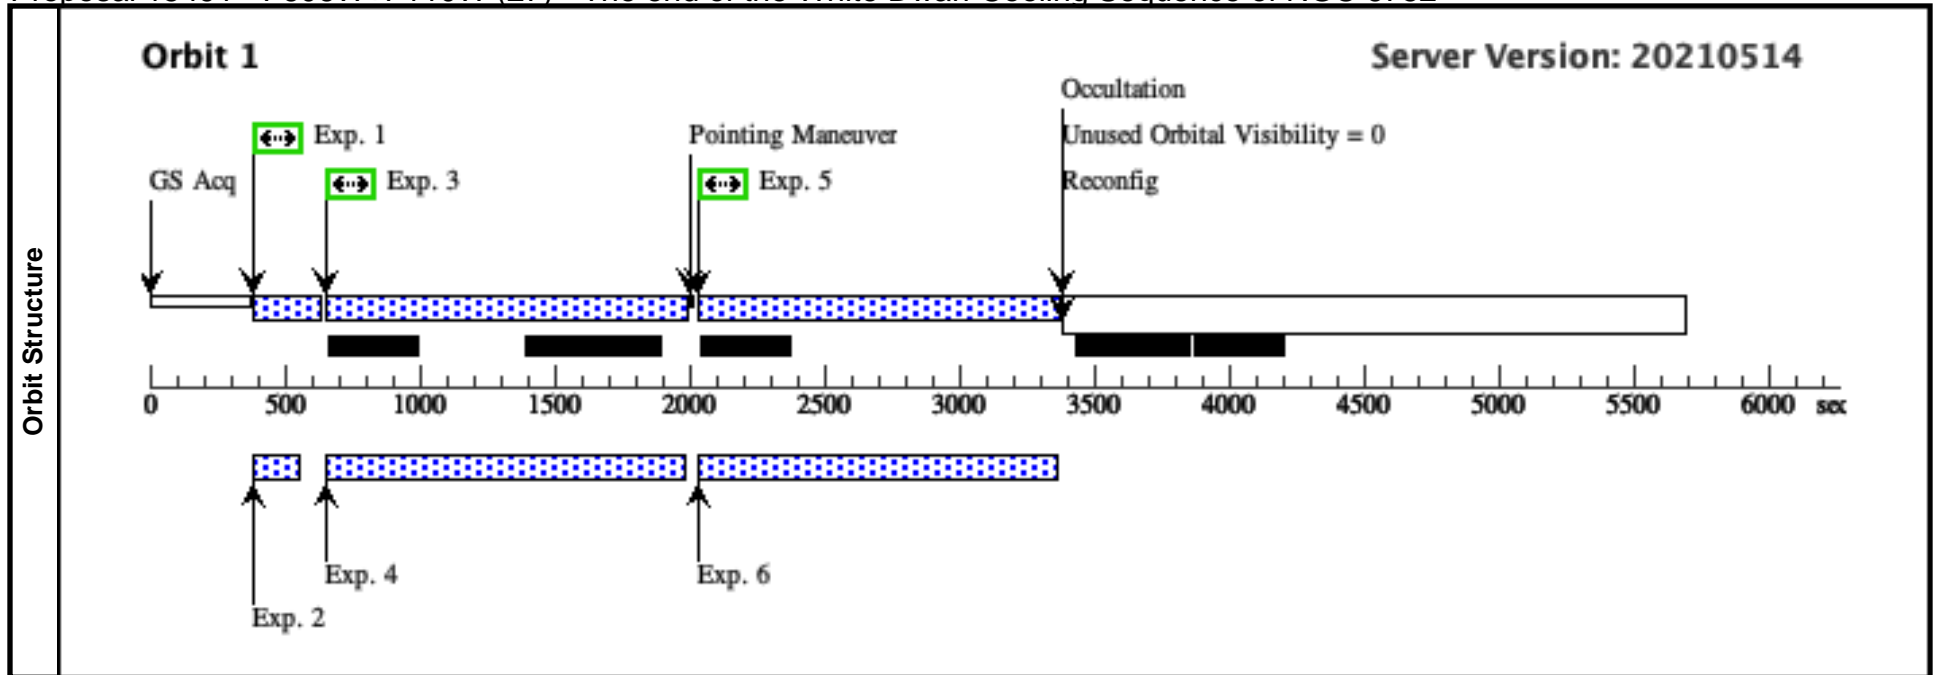 Orbit 1
Server Version: 20210514
Occultation
Exp. 1
Pointing Maneuver
Unused Orbital Visibility = 0
GS Acq
Exp. 3
Exp. 5
Reconfig
Orbit Structure
0 500 1000 1500 2000 2500 3000 3500 4000 4500 5000 5500 6000 sec
Exp. 4
Exp. 6
Exp. 2